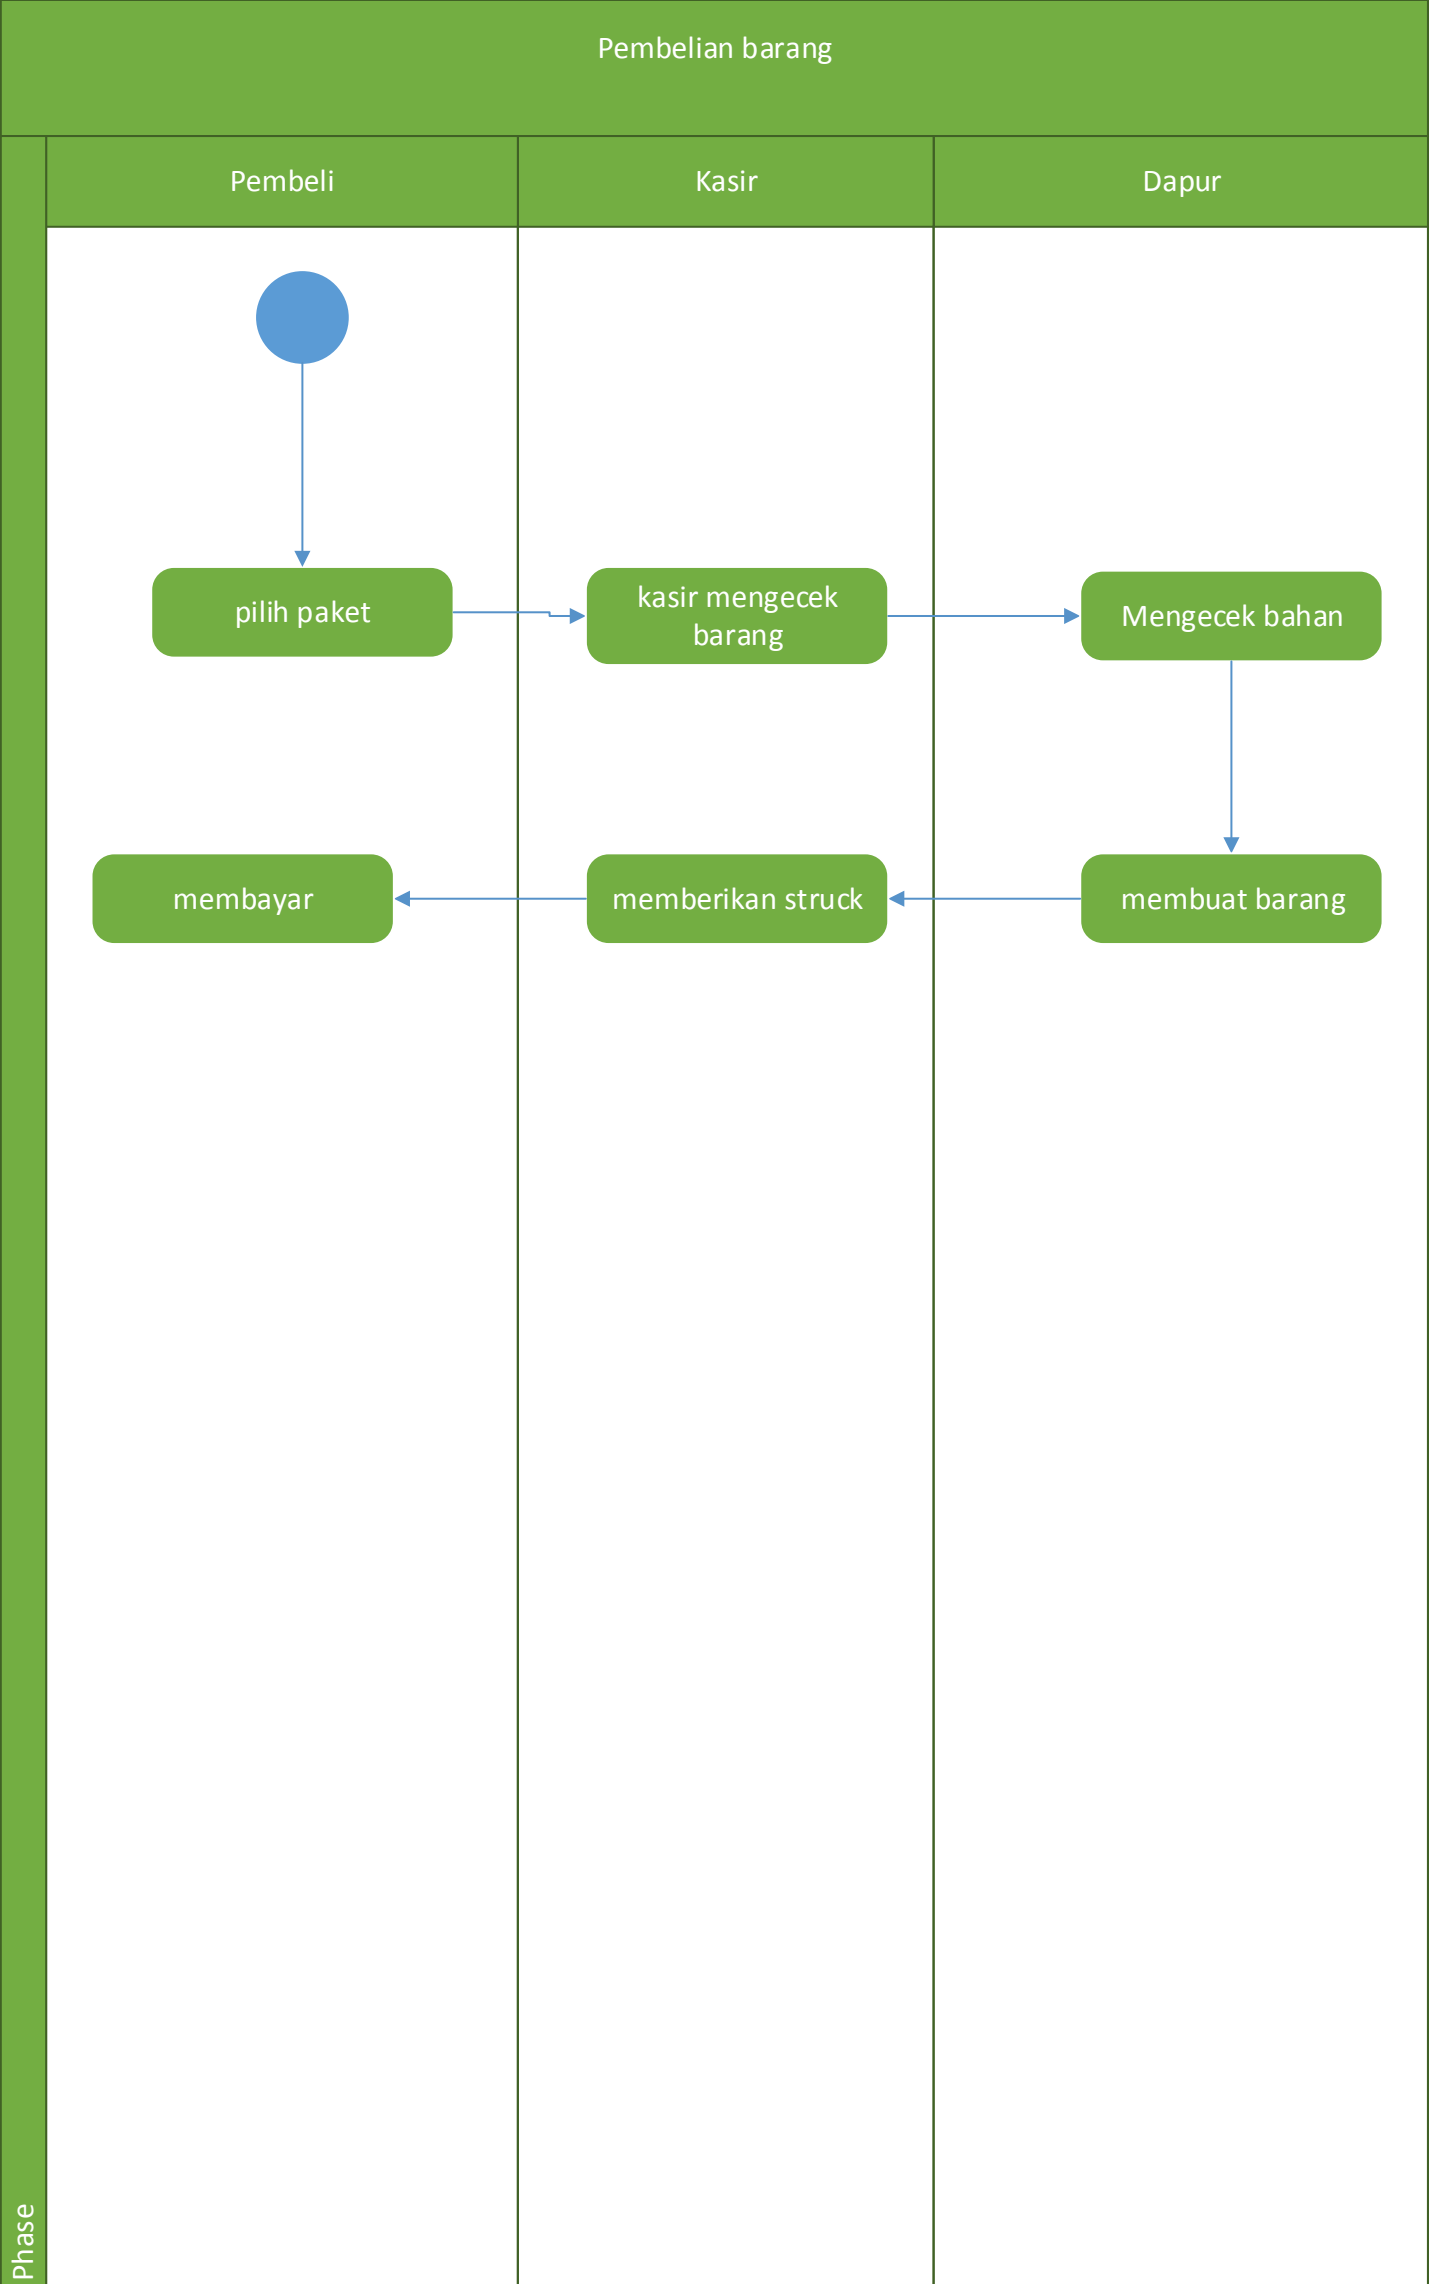 Pembelian barang
Pembeli
Kasir
Dapur
pilih paket
kasir mengecek
barang
Mengecek bahan
membayar
memberikan struck
membuat barang
Phase